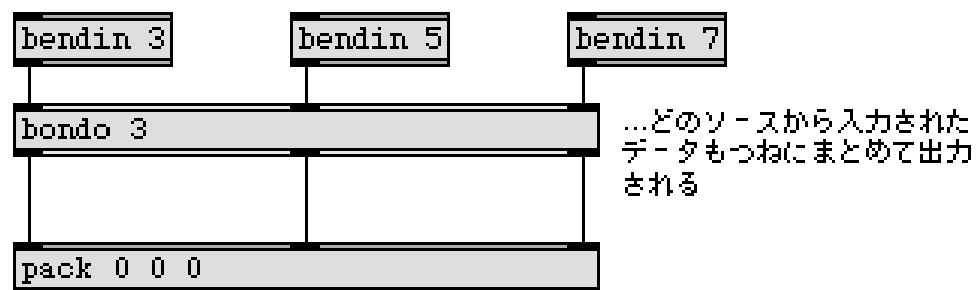 bendin 3
bendin 5
bendin 7
bondo 3
...どのソースから入力された
データもつねにまとめて出力
される
pack 0 0 0